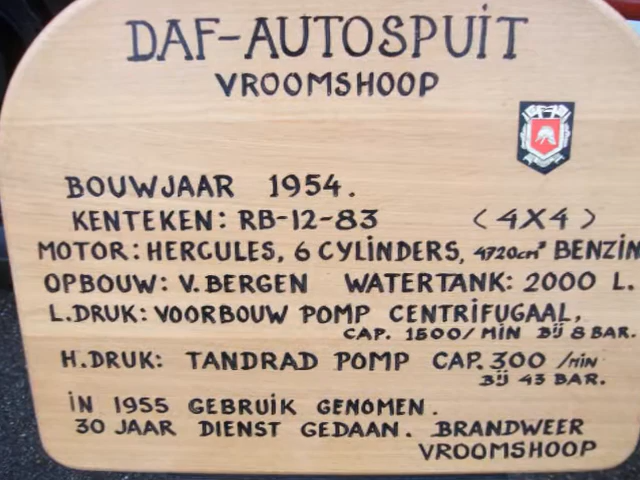 DAF-AUTOSPUIT
VROOMSHOOP
BOUWJAAR 1954.
KENTEKEN: RB-12-83 (4X4)
MOTOR: HERCULES, 6 CYLINDERS, 4720cm³ BENZIN
OPBOUW: V. BERGEN WATERTANK: 2000 L.
L.DRUK: VOORBOUW POMP CENTRIFUGAAL,
CAP. 1500/MIN BIJ 8 BAR.
H.DRUK: TANDRAD POMP CAP. 300 /MIN
BIJ 43 BAR.
IN 1955 GEBRUIK GENOMEN.
30 JAAR DIENST GEDAAN. BRANDWEER
VROOMSHOOP